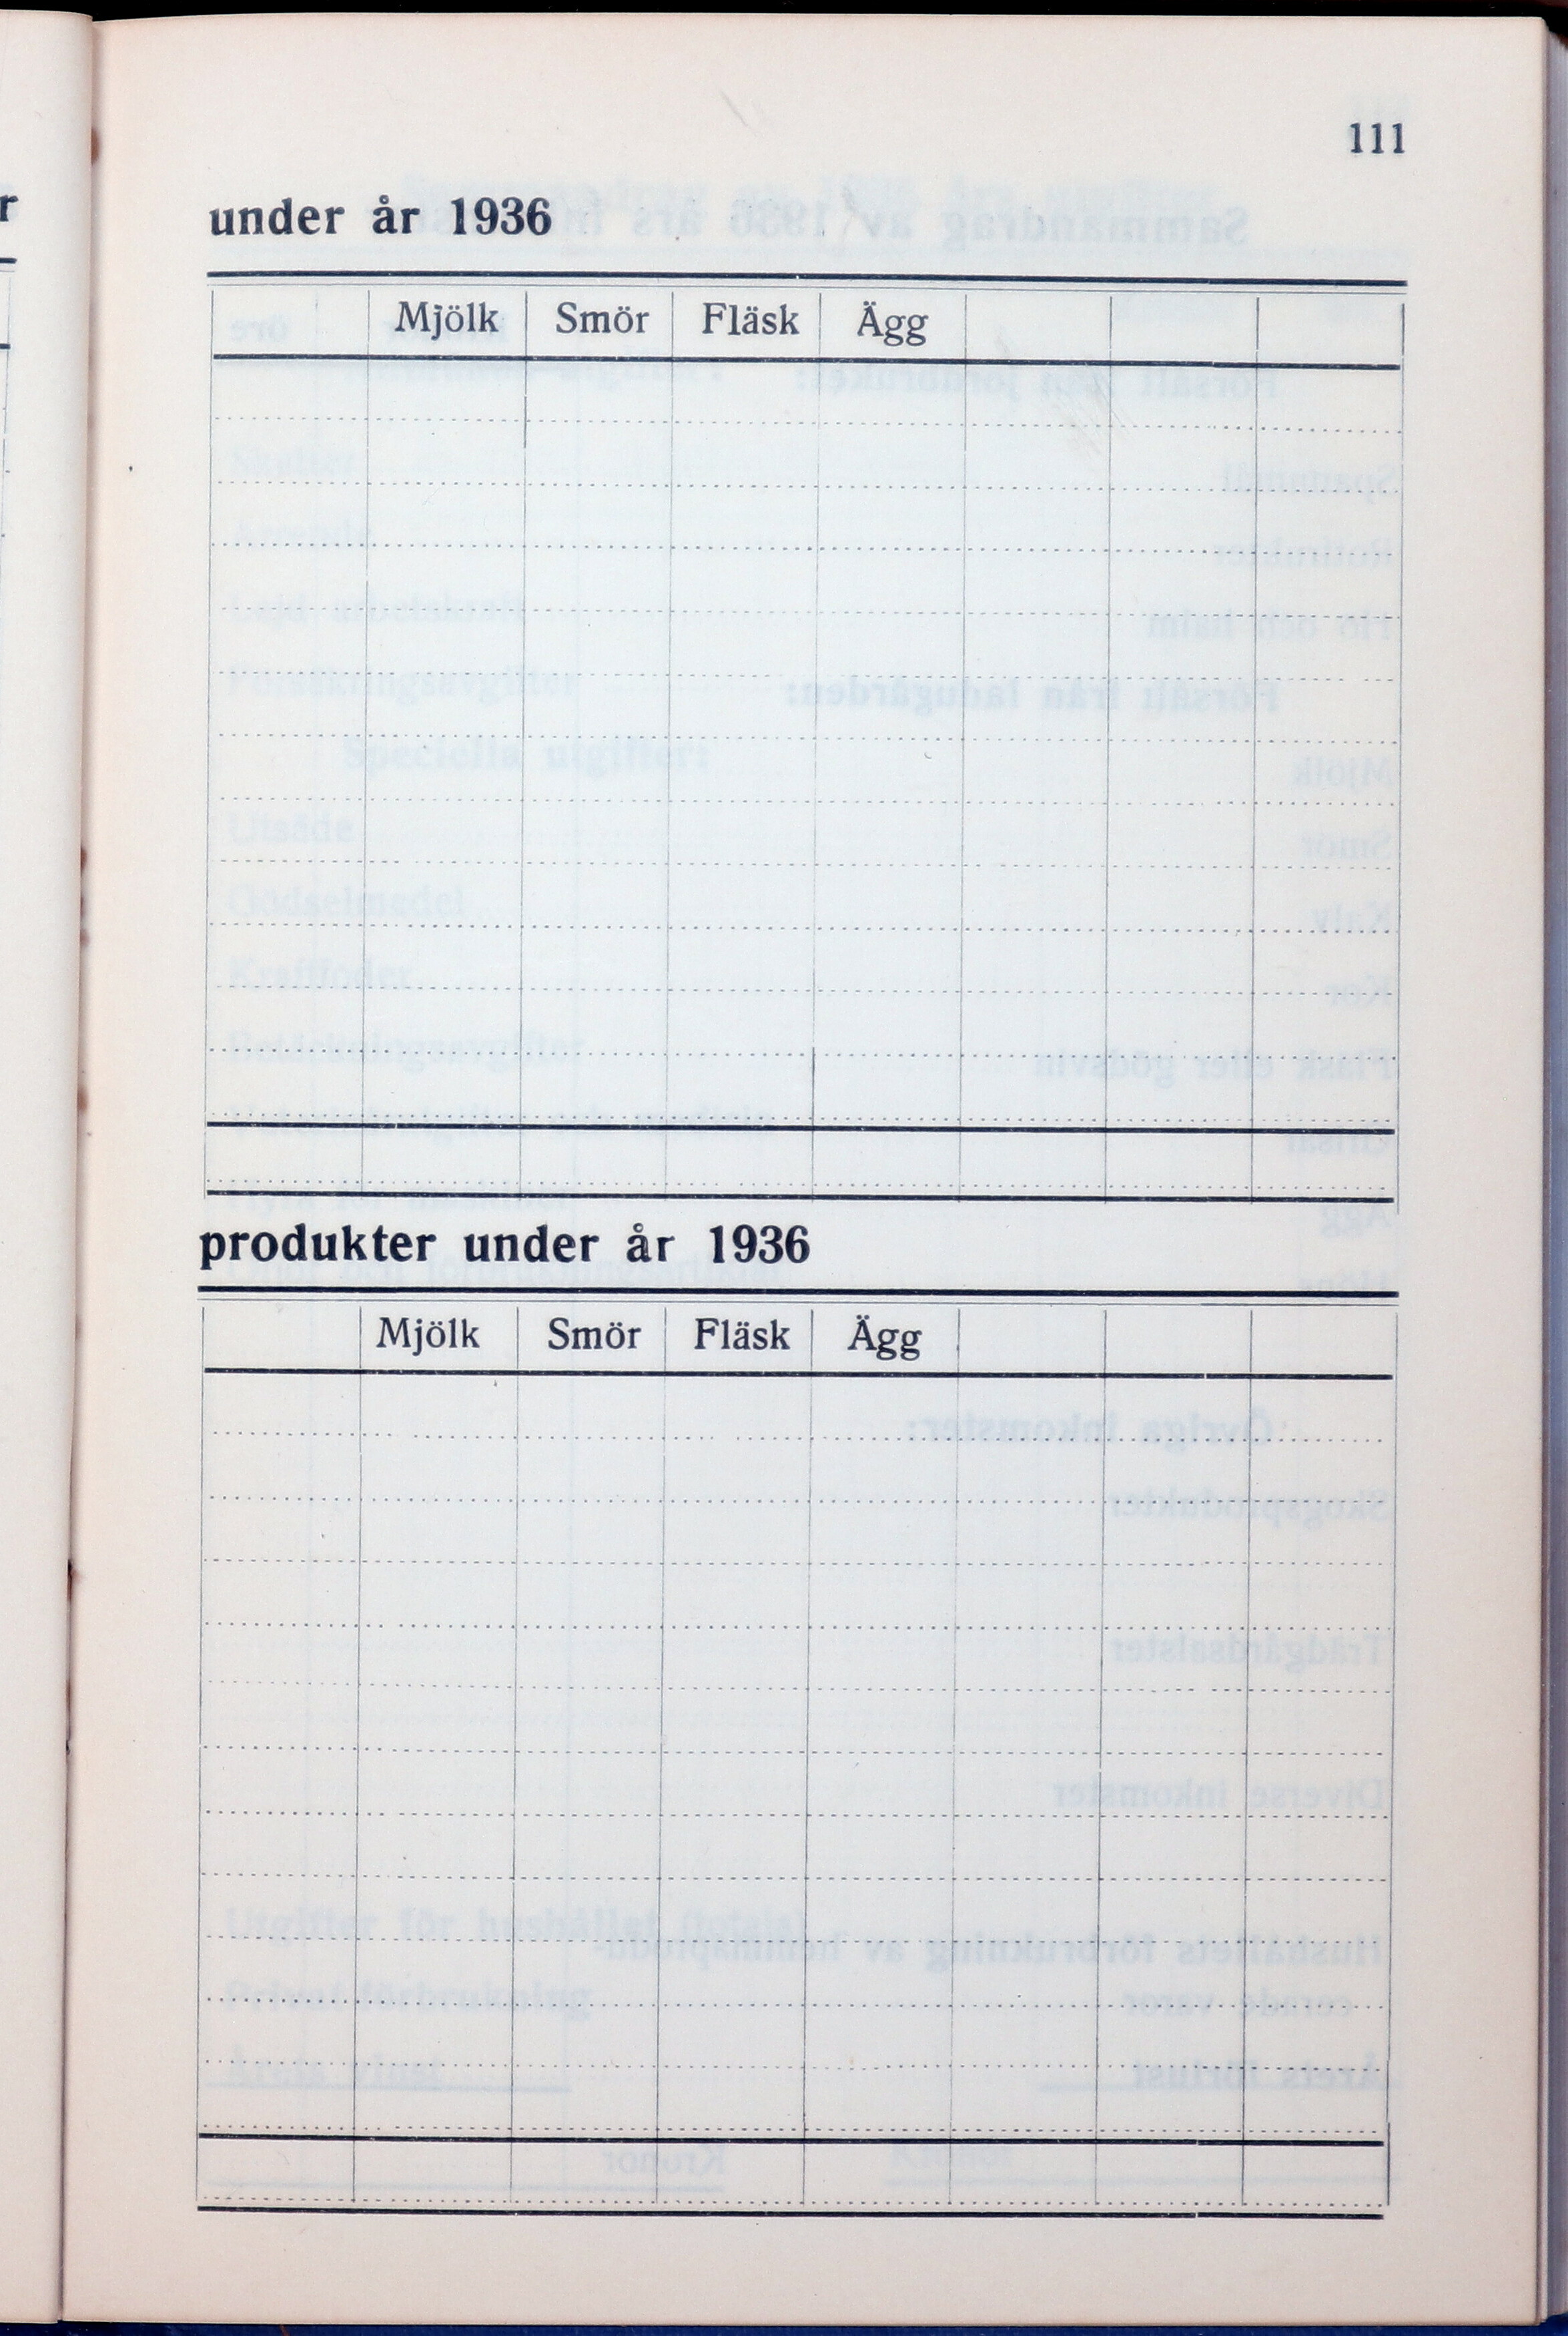 111
under år 1936
Mjölk Smör Fläsk Ägg
produkter under år 1936
Mjölk Smör Fläsk Ägg